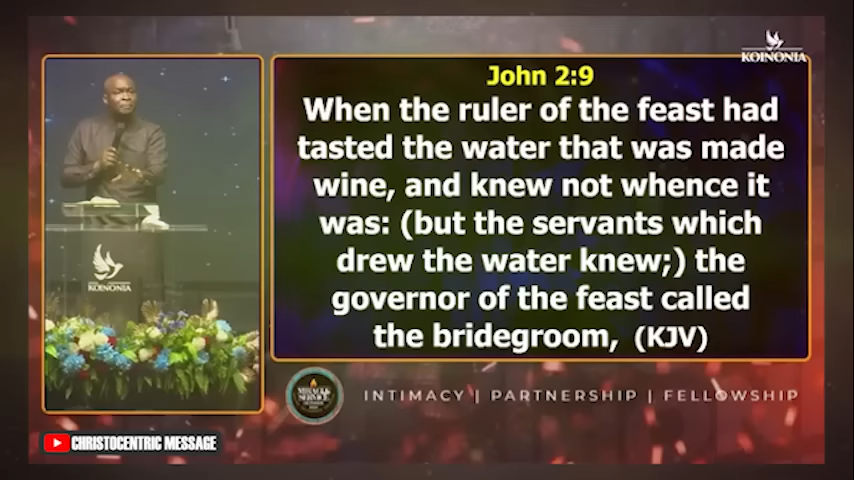 KOINONIA
John 2:9
When the ruler of the feast had
tasted the water that was made
wine, and knew not whence it
was: (but the servants which
drew the water knew;) the
governor of the feast called
the bridegroom, (KJV)
KOINONIA
MIRACLE
SERVICE
INTIMACY | PARTNERSHIP | FELLOWSHIP
CHRISTOCENTRIC MESSAGE